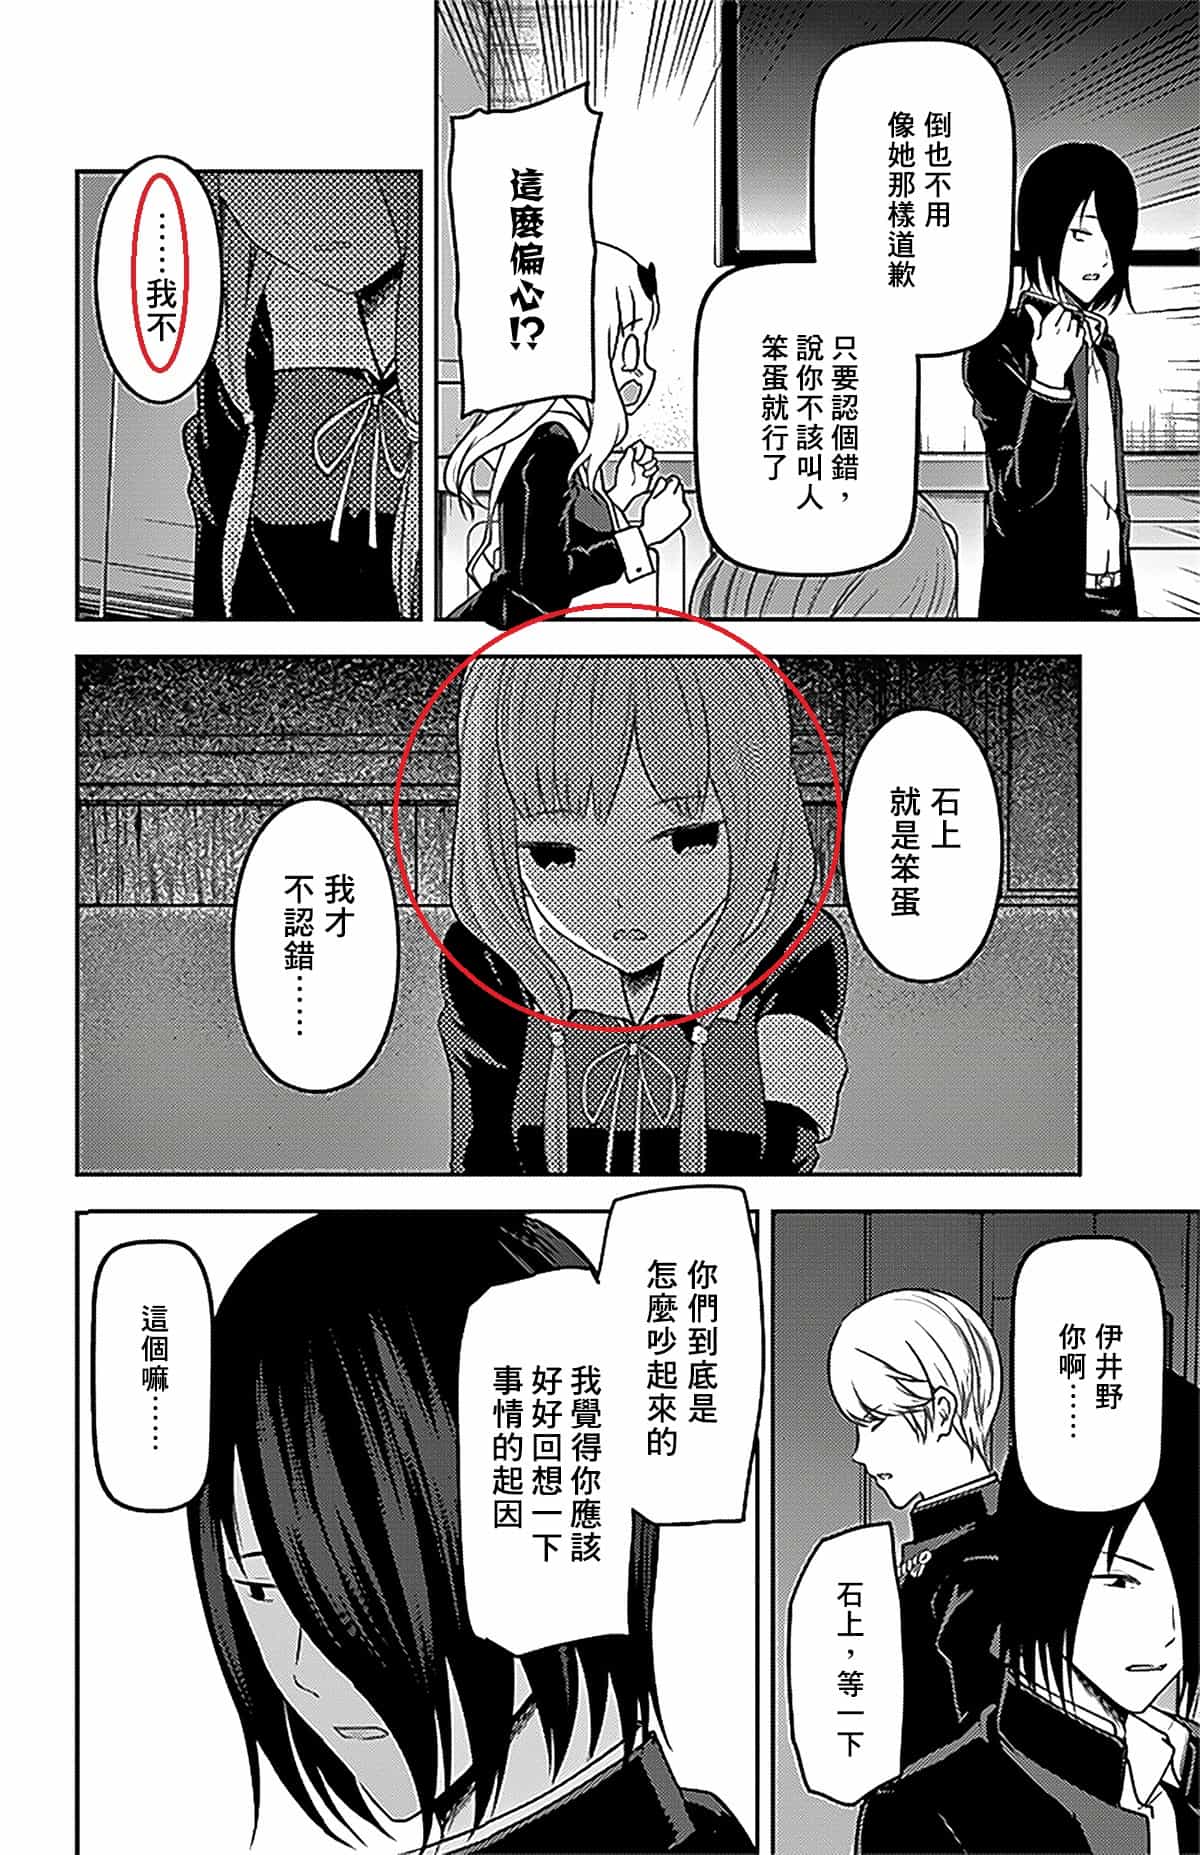 倒也不用
像她那樣道歉
只要認個錯，
說你不該叫人
笨蛋就行了
這麼偏心!?
……我不
石上
就是笨蛋
我才
不認錯……
伊井野
你啊……
石上，等一下
你們到底是
怎麼吵起來的
我覺得你應該
好好回想一下
事情的起因
這個嘛……